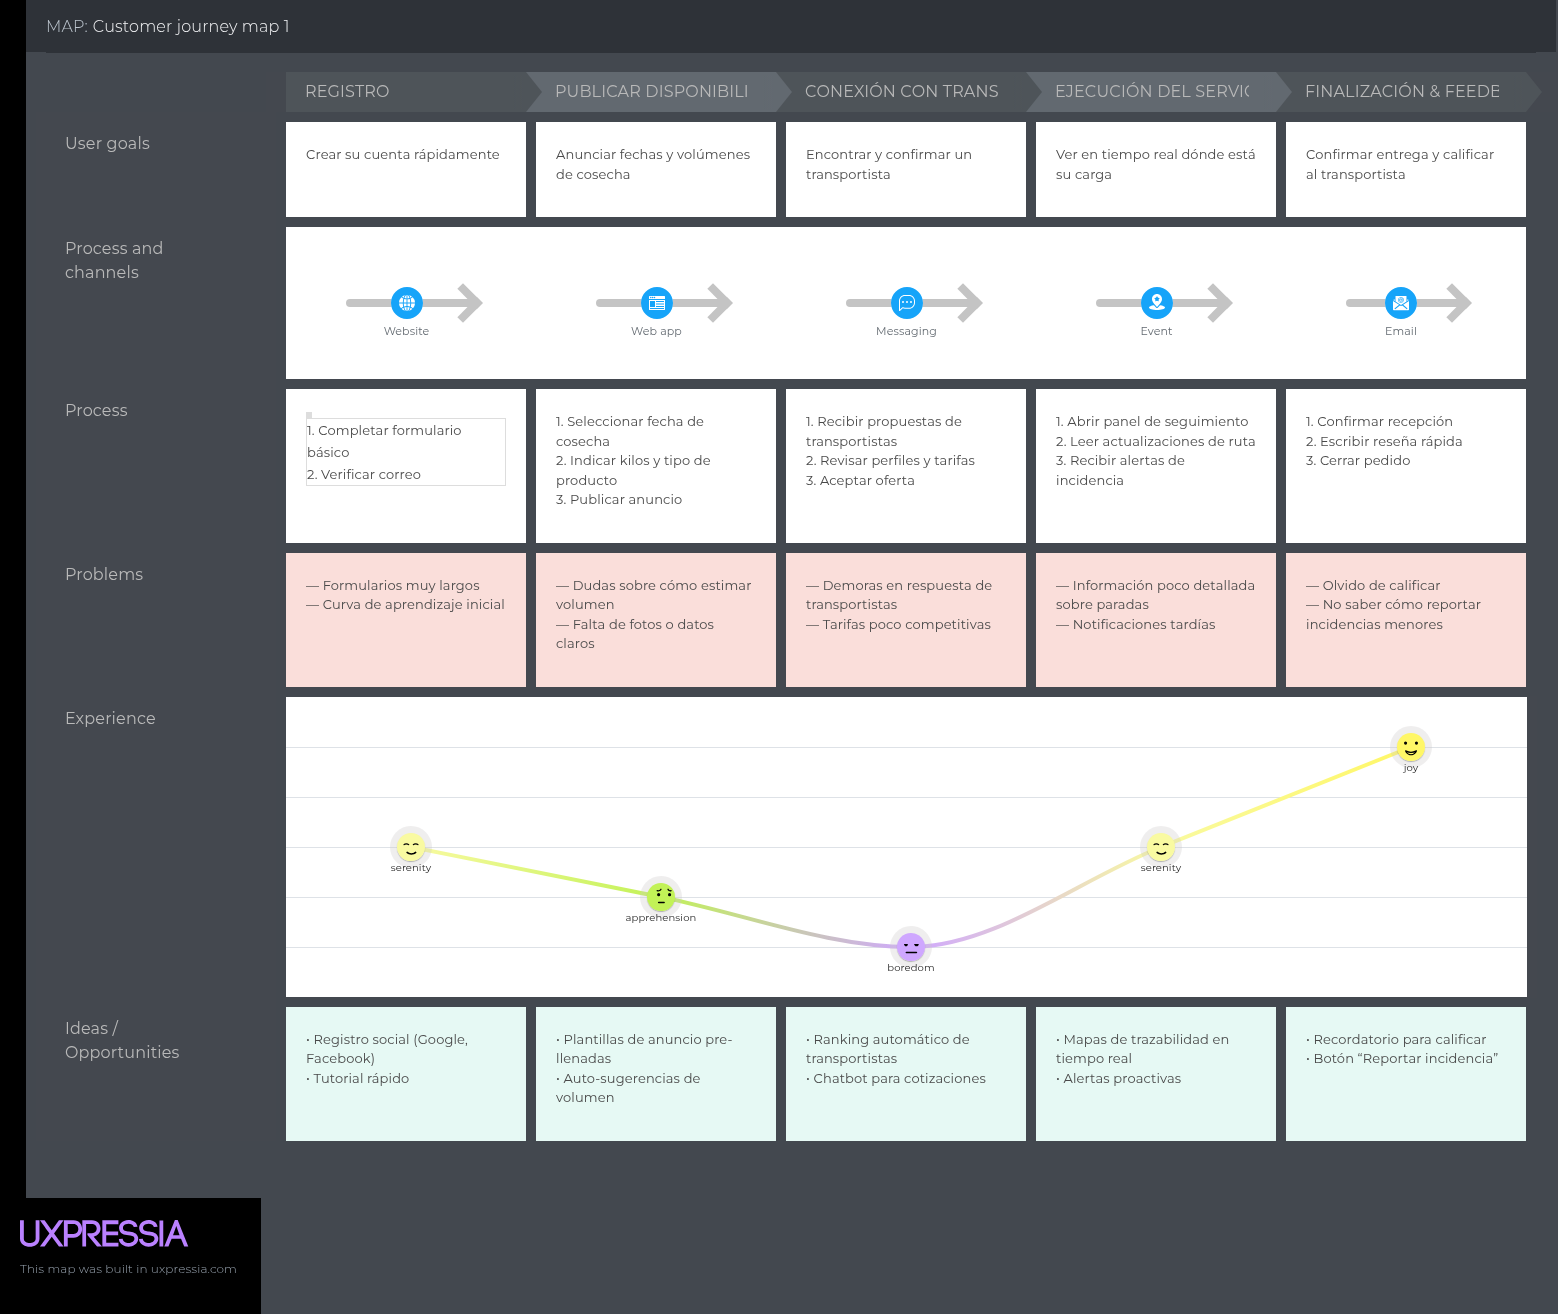 MAP: Customer journey map 1
REGISTRO
PUBLICAR DISPONIBILI
CONEXIÓN CON TRANS
EJECUCIÓN DEL SERVIC
FINALIZACIÓN & FEEDE
User goals
Crear su cuenta rápidamente
Anunciar fechas y volúmenes
de cosecha
Encontrar y confirmar un
transportista
Ver en tiempo real dónde está
su carga
Confirmar entrega y calificar
al transportista
Process and
channels
Website
Web app
Messaging
Event
Email
Process
1. Completar formulario
básico
2. Verificar correo
1. Seleccionar fecha de
cosecha
2. Indicar kilos y tipo de
producto
3. Publicar anuncio
1. Recibir propuestas de
transportistas
2. Revisar perfiles y tarifas
3. Aceptar oferta
1. Abrir panel de seguimiento
2. Leer actualizaciones de ruta
3. Recibir alertas de
incidencia
1. Confirmar recepción
2. Escribir reseña rápida
3. Cerrar pedido
Problems
— Formularios muy largos
— Curva de aprendizaje inicial
— Dudas sobre cómo estimar
volumen
— Falta de fotos o datos
claros
— Demoras en respuesta de
transportistas
— Tarifas poco competitivas
— Información poco detallada
sobre paradas
— Notificaciones tardías
— Olvido de calificar
— No saber cómo reportar
incidencias menores
Experience
serenity
apprehension
boredom
serenity
joy
Ideas /
Opportunities
• Registro social (Google,
Facebook)
• Tutorial rápido
• Plantillas de anuncio pre-
llenadas
• Auto-sugerencias de
volumen
• Ranking automático de
transportistas
• Chatbot para cotizaciones
• Mapas de trazabilidad en
tiempo real
• Alertas proactivas
• Recordatorio para calificar
• Botón “Reportar incidencia”
UXPRESSIA
This map was built in uxpressia.com